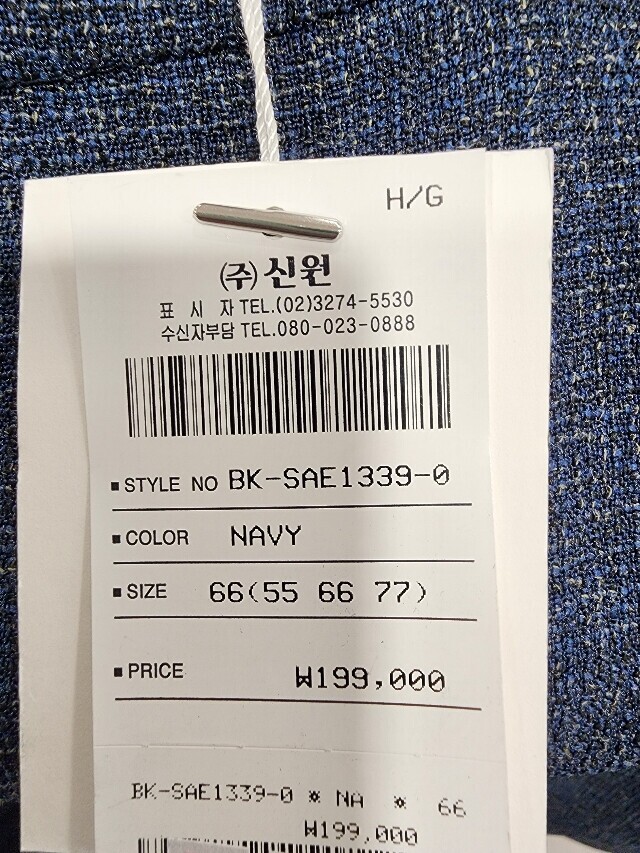 H/G
(주)신원
표 시 자 TEL.(02)3274-5530
수신자부담 TEL.080-023-0888
■ STYLE NO BK-SAE1339-0
■ COLOR NAVY
■ SIZE 66(55 66 77)
■ PRICE ₩199,000
BK-SAE1339-0 * NA * 66
₩199,000